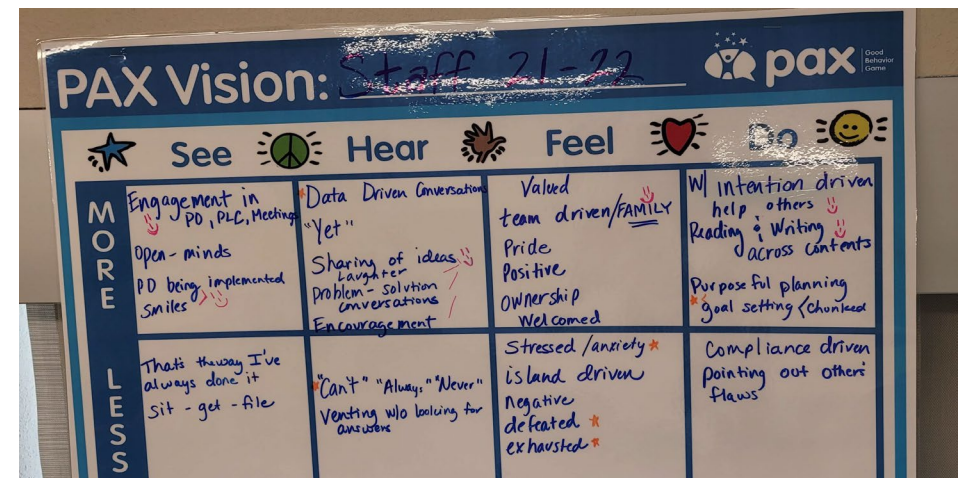 PAX Vision: Staff 21-22
pax Good Behavior Game
See Hear Feel Do
MORE
Engagement in
PD, PLC, Meetings
Open-minds
PD being implemented
Smiles
Data Driven Conversations
"Yet"
Sharing of ideas
Laughter
Problem-solution
conversations
Encouragement
Valued
team driven/FAMILY
Pride
Positive
Ownership
Welcomed
W/ intention driven
help others
Reading & Writing
across contents
Purposeful planning
goal setting/Chunked
LESS
Thats the way I've
always done it
Sit-get-file
"Can't" "Always" "Never"
Venting w/o looking for
answers
Stressed/anxiety
island driven
negative
defeated
exhausted
Compliance driven
pointing out others
flaws